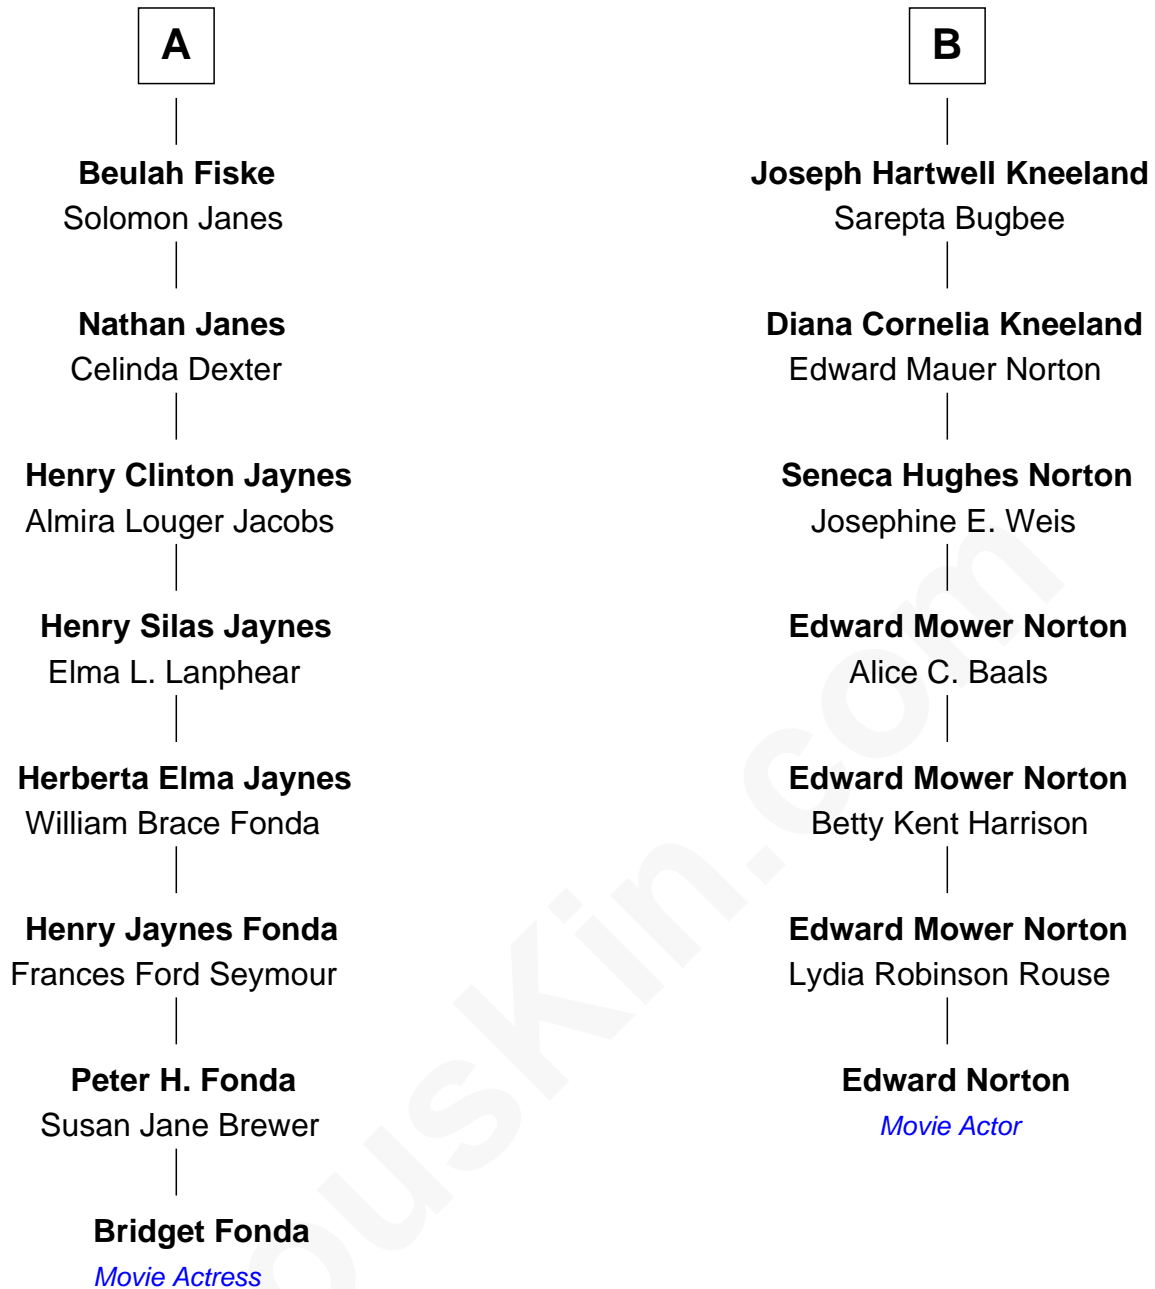 A
Beulah Fiske
Solomon Janes
Nathan Janes
Celinda Dexter
Henry Clinton Jaynes
Almira Louger Jacobs
Henry Silas Jaynes
Elma L. Lanphear
Herberta Elma Jaynes
William Brace Fonda
Henry Jaynes Fonda
Frances Ford Seymour
Peter H. Fonda
Susan Jane Brewer
Bridget Fonda
Movie Actress
B
Joseph Hartwell Kneeland
Sarepta Bugbee
Diana Cornelia Kneeland
Edward Mauer Norton
Seneca Hughes Norton
Josephine E. Weis
Edward Mower Norton
Alice C. Baals
Edward Mower Norton
Betty Kent Harrison
Edward Mower Norton
Lydia Robinson Rouse
Edward Norton
Movie Actor
ousKin.com